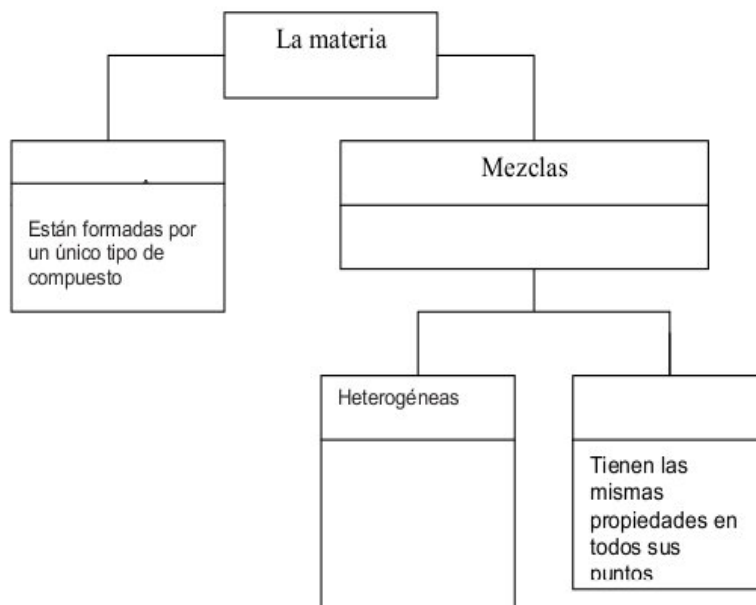 La materia
Mezclas
Están formadas por
un único tipo de
compuesto
Heterogéneas
Tienen las
mismas
propiedades en
todos sus
puntos